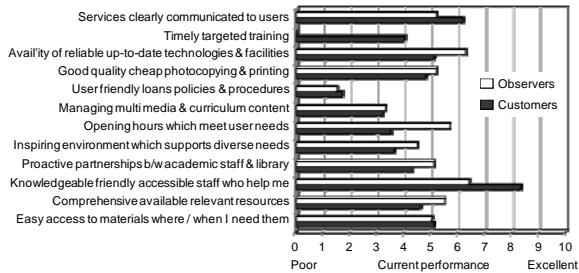 Services clearly communicated to users
Timely targeted training
Avail'ity of reliable up-to-date technologies & facilities
Good quality cheap photocopying & printing
User friendly loans policies & procedures
Managing multi media & curriculum content
Opening hours which meet user needs
Inspiring environment which supports diverse needs
Proactive partnerships b/w academic staff & library
Knowledgeable friendly accessible staff who help me
Comprehensive available relevant resources
Easy access to materials where / when I need them
Observers
Customers
0 1 2 3 4 5 6 7 8 9 10
Poor Current performance Excellent